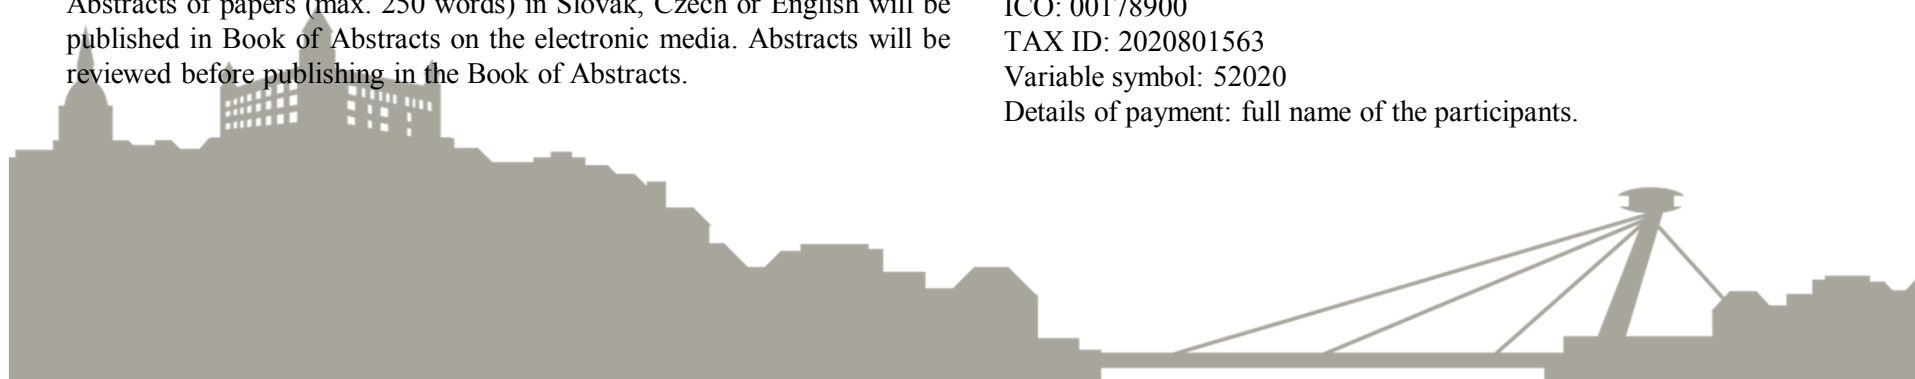 Abstracts of papers (max. 250 words) in Slovak, Czech or English will be
published in Book of Abstracts on the electronic media. Abstracts will be
reviewed before publishing in the Book of Abstracts.
ICO: 00178900
TAX ID: 2020801563
Variable symbol: 52020
Details of payment: full name of the participants.